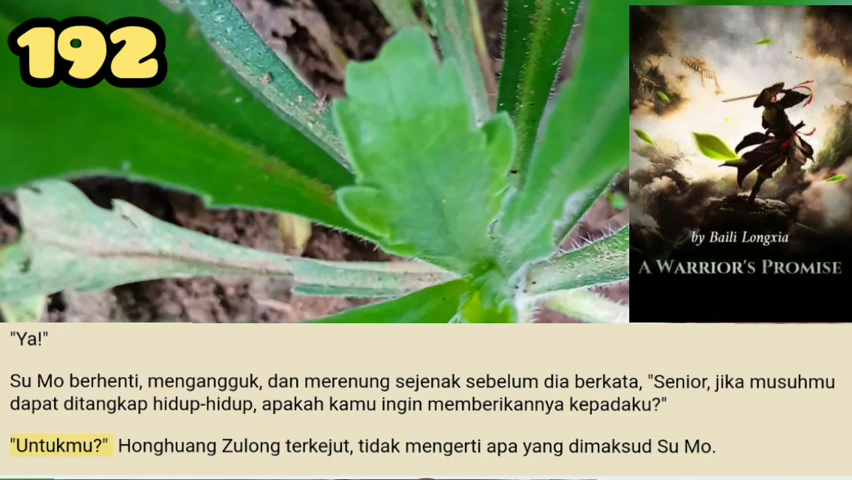 192
by Baili Longxia
A WARRIOR'S PROMISE
"Ya!"
Su Mo berhenti, mengangguk, dan merenung sejenak sebelum dia berkata, "Senior, jika musuhmu
dapat ditangkap hidup-hidup, apakah kamu ingin memberikannya kepadaku?"
"Untukmu?" Honghuang Zulong terkejut, tidak mengerti apa yang dimaksud Su Mo.